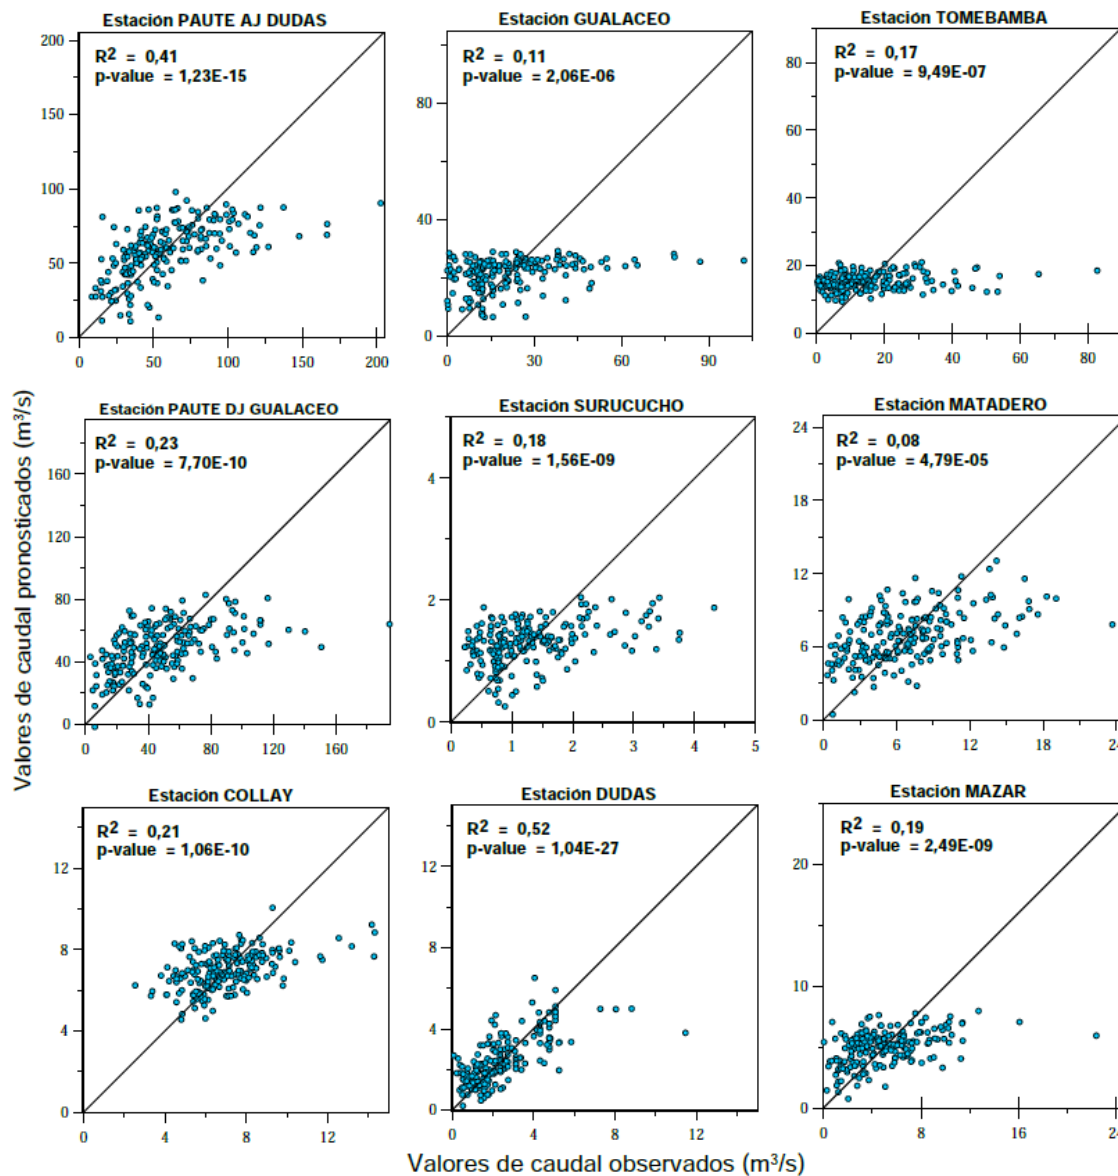 Estación PAUTE AJ DUDAS
R² = 0,41
p-value = 1,23E-15
200
150
100
50
0
0 50 100 150 200
Estación GUALACEO
R² = 0,11
p-value = 2,06E-06
80
40
0
0 30 60 90
Estación TOMEBAMBA
R² = 0,17
p-value = 9,49E-07
80
60
40
20
0
0 20 40 60 80
Valores de caudal pronosticados (m³/s)
Estación PAUTE DJ GUALACEO
R² = 0,23
p-value = 7,70E-10
160
120
80
40
0
0 40 80 120 160
Estación SURUCUCHO
R² = 0,18
p-value = 1,56E-09
4
2
0
0 1 2 3 4 5
Estación MATADERO
R² = 0,08
p-value = 4,79E-05
24
18
12
6
0
0 6 12 18 24
Estación COLLAY
R² = 0,21
p-value = 1,06E-10
12
8
4
0
0 4 8 12
Estación DUDAS
R² = 0,52
p-value = 1,04E-27
12
8
4
2
0
0 4 8 12
Estación MAZAR
R² = 0,19
p-value = 2,49E-09
20
10
0
0 8 16 24
Valores de caudal observados (m³/s)